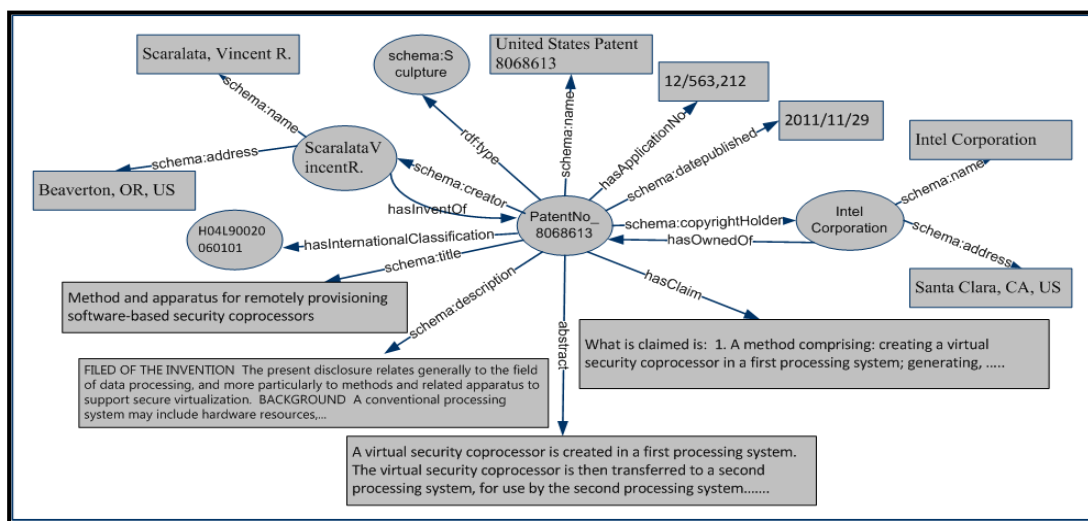 Scaralata, Vincent R.
schema:S
culpture
United States Patent
8068613
12/563,212
2011/11/29
Intel Corporation
schema:name
rdf:type
schema:name
hasApplicationNo
schema:datepublished
schema:name
schema:address
ScaralataV
incentR.
schema:creator
Beaverton, OR, US
hasInventOf
PatentNo_
8068613
schema:copyrightHolder
hasOwnedOf
Intel
Corporation
schema:address
H04L90020
060101
hasInternationalClassification
schema:title
schema:description
abstract
hasClaim
Santa Clara, CA, US
Method and apparatus for remotely provisioning
software-based security coprocessors
What is claimed is:  1. A method comprising: creating a virtual
security coprocessor in a first processing system; generating, .....
FILED OF THE INVENTION  The present disclosure relates generally to the field
of data processing, and more particularly to methods and related apparatus to
support secure virtualization.  BACKGROUND  A conventional processing
system may include hardware resources,...
A virtual security coprocessor is created in a first processing system.
The virtual security coprocessor is then transferred to a second
processing system, for use by the second processing system.......